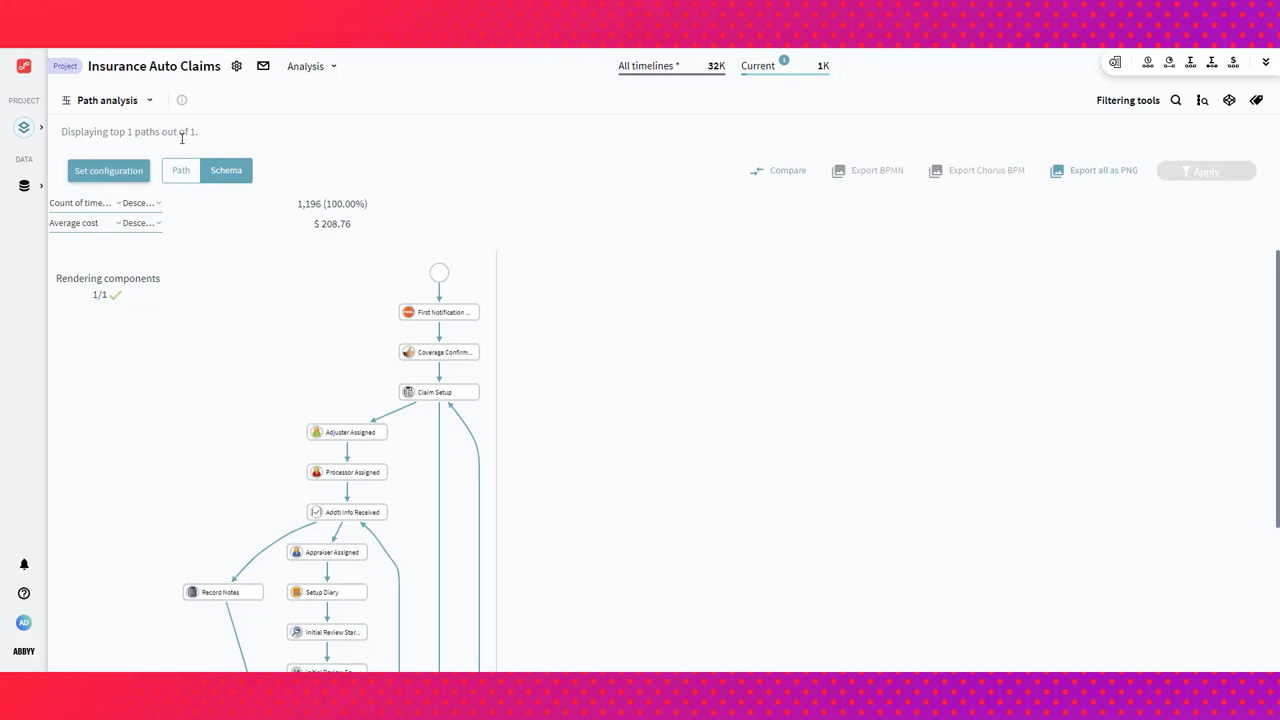 Project Insurance Auto Claims Analysis All timelines * 32K Current 1 1K
PROJECT
Path analysis
Filtering tools
Displaying top 1 paths out of 1.
DATA
Set configuration Path Schema Compare Export BPMN Export Chorus BPM Export all as PNG Apply
Count of time... Desce... 1,196 (100.00%)
Average cost Desce... $ 208.76
Rendering components
1/1
First Notification ...
Coverage Confirm...
Claim Setup
Adjuster Assigned
Processor Assigned
Addtl Info Received
Appraiser Assigned
Record Notes
Setup Diary
Initial Review Star...
AD
ABBYY